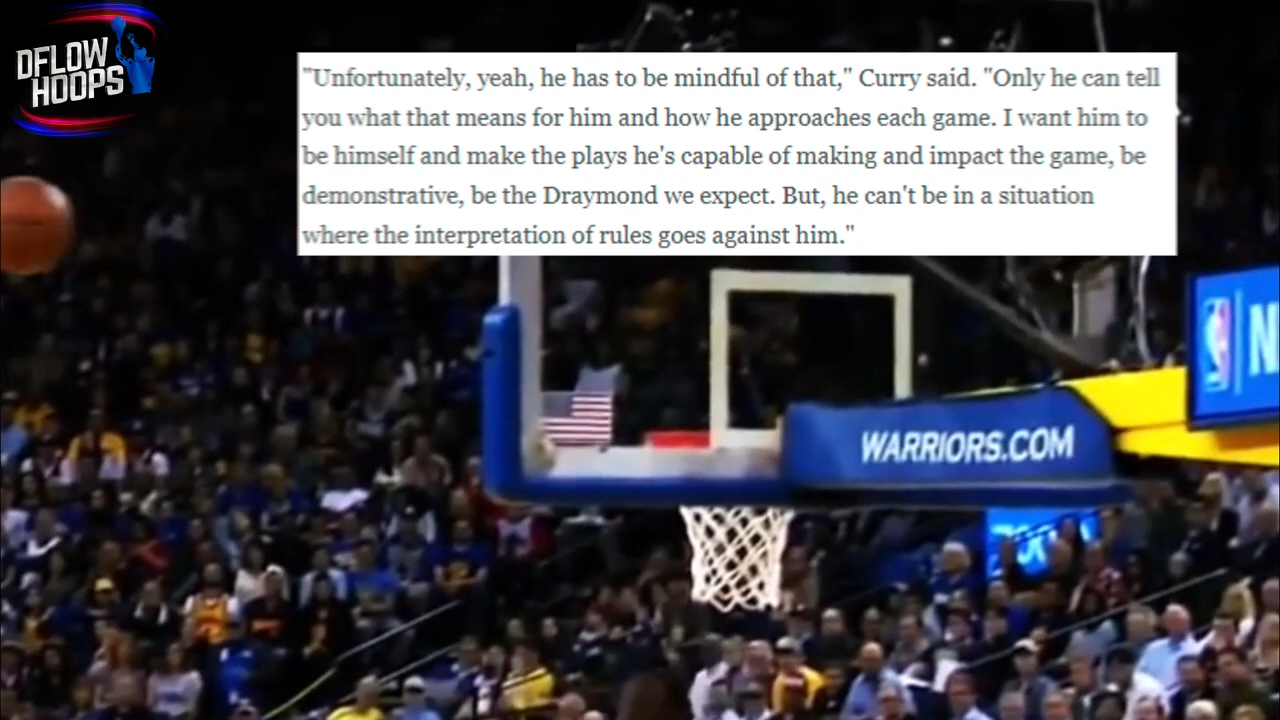 DFLOW
HOOPS
"Unfortunately, yeah, he has to be mindful of that," Curry said. "Only he can tell
you what that means for him and how he approaches each game. I want him to
be himself and make the plays he's capable of making and impact the game, be
demonstrative, be the Draymond we expect. But, he can't be in a situation
where the interpretation of rules goes against him."
N
WARRIORS.COM